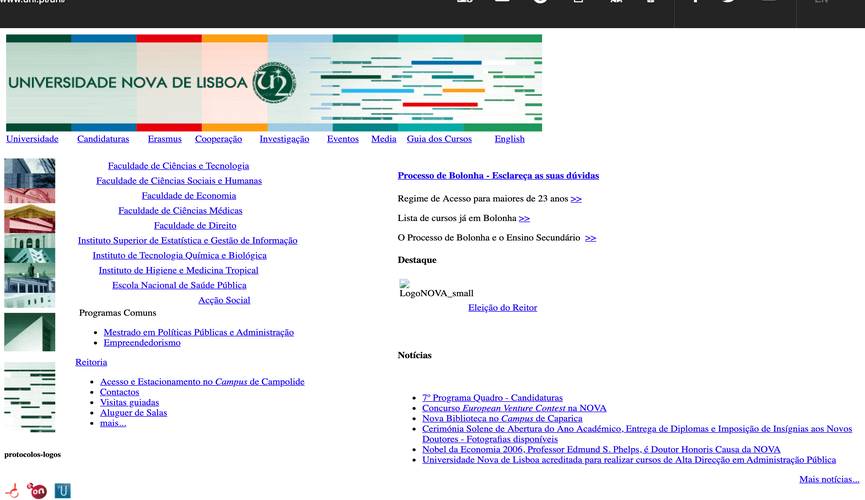 UNIVERSIDADE NOVA DE LISBOA
Universidade Candidaturas Erasmus Cooperação Investigação Eventos Media Guia dos Cursos English
Faculdade de Ciências e Tecnologia
Faculdade de Ciências Sociais e Humanas
Faculdade de Economia
Faculdade de Ciências Médicas
Faculdade de Direito
Instituto Superior de Estatística e Gestão de Informação
Instituto de Tecnologia Química e Biológica
Instituto de Higiene e Medicina Tropical
Escola Nacional de Saúde Pública
Acção Social
Programas Comuns
Mestrado em Políticas Públicas e Administração
Empreendedorismo
Reitoria
Acesso e Estacionamento no Campus de Campolide
Contactos
Visitas guiadas
Aluguer de Salas
mais...
protocolos-logos
Processo de Bolonha - Esclareça as suas dúvidas
Regime de Acesso para maiores de 23 anos >>
Lista de cursos já em Bolonha >>
O Processo de Bolonha e o Ensino Secundário >>
Destaque
LogoNOVA_small
Eleição do Reitor
Notícias
7º Programa Quadro - Candidaturas
Concurso European Venture Contest na NOVA
Nova Biblioteca no Campus de Caparica
Cerimónia Solene de Abertura do Ano Académico, Entrega de Diplomas e Imposição de Insígnias aos Novos
Doutores - Fotografias disponíveis
Nobel da Economia 2006, Professor Edmund S. Phelps, é Doutor Honoris Causa da NOVA
Universidade Nova de Lisboa acreditada para realizar cursos de Alta Direcção em Administração Pública
Mais notícias...